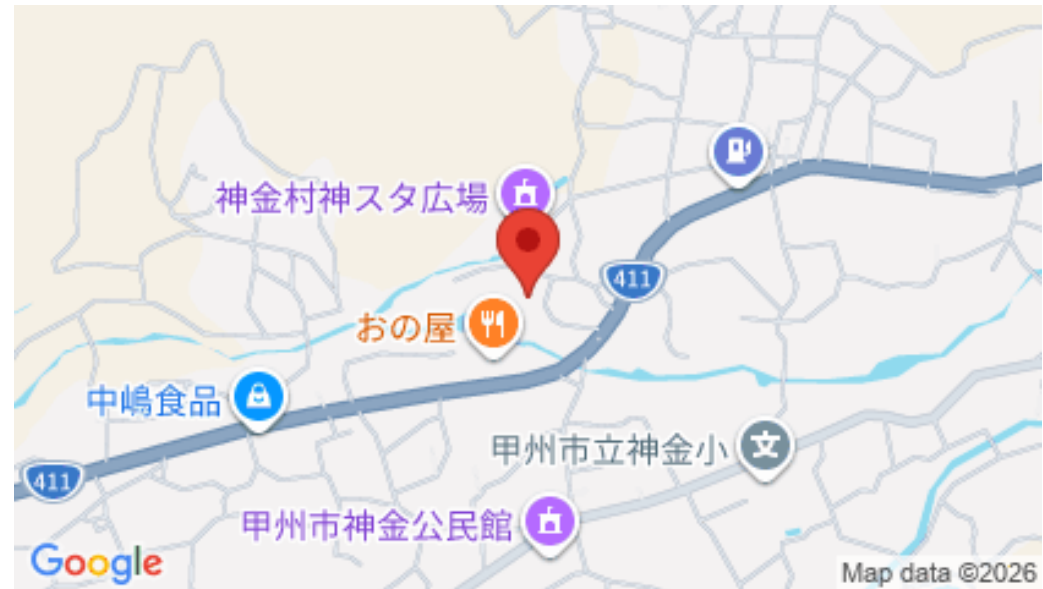 神金村神スタ広場
411
おの屋
中嶋食品
甲州市立神金小
文
411
甲州市神金公民館
Google
Map data ©2026